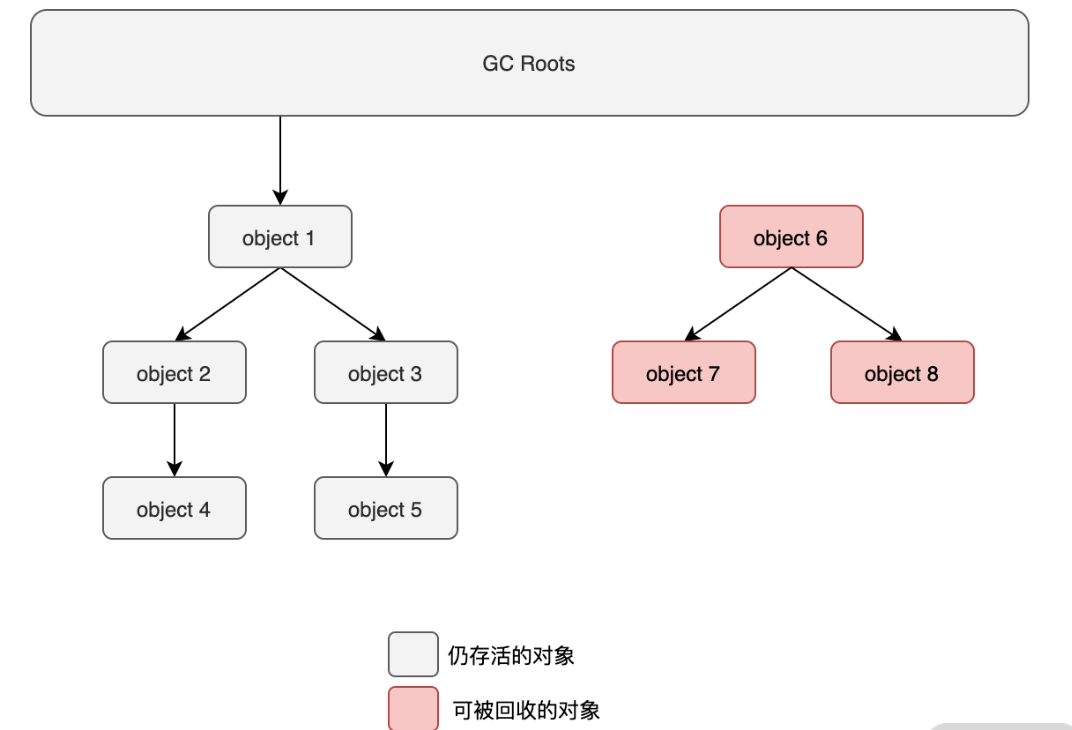 GC Roots
object 1
object 6
object 2
object 3
object 7
object 8
object 4
object 5
仍存活的对象
可被回收的对象